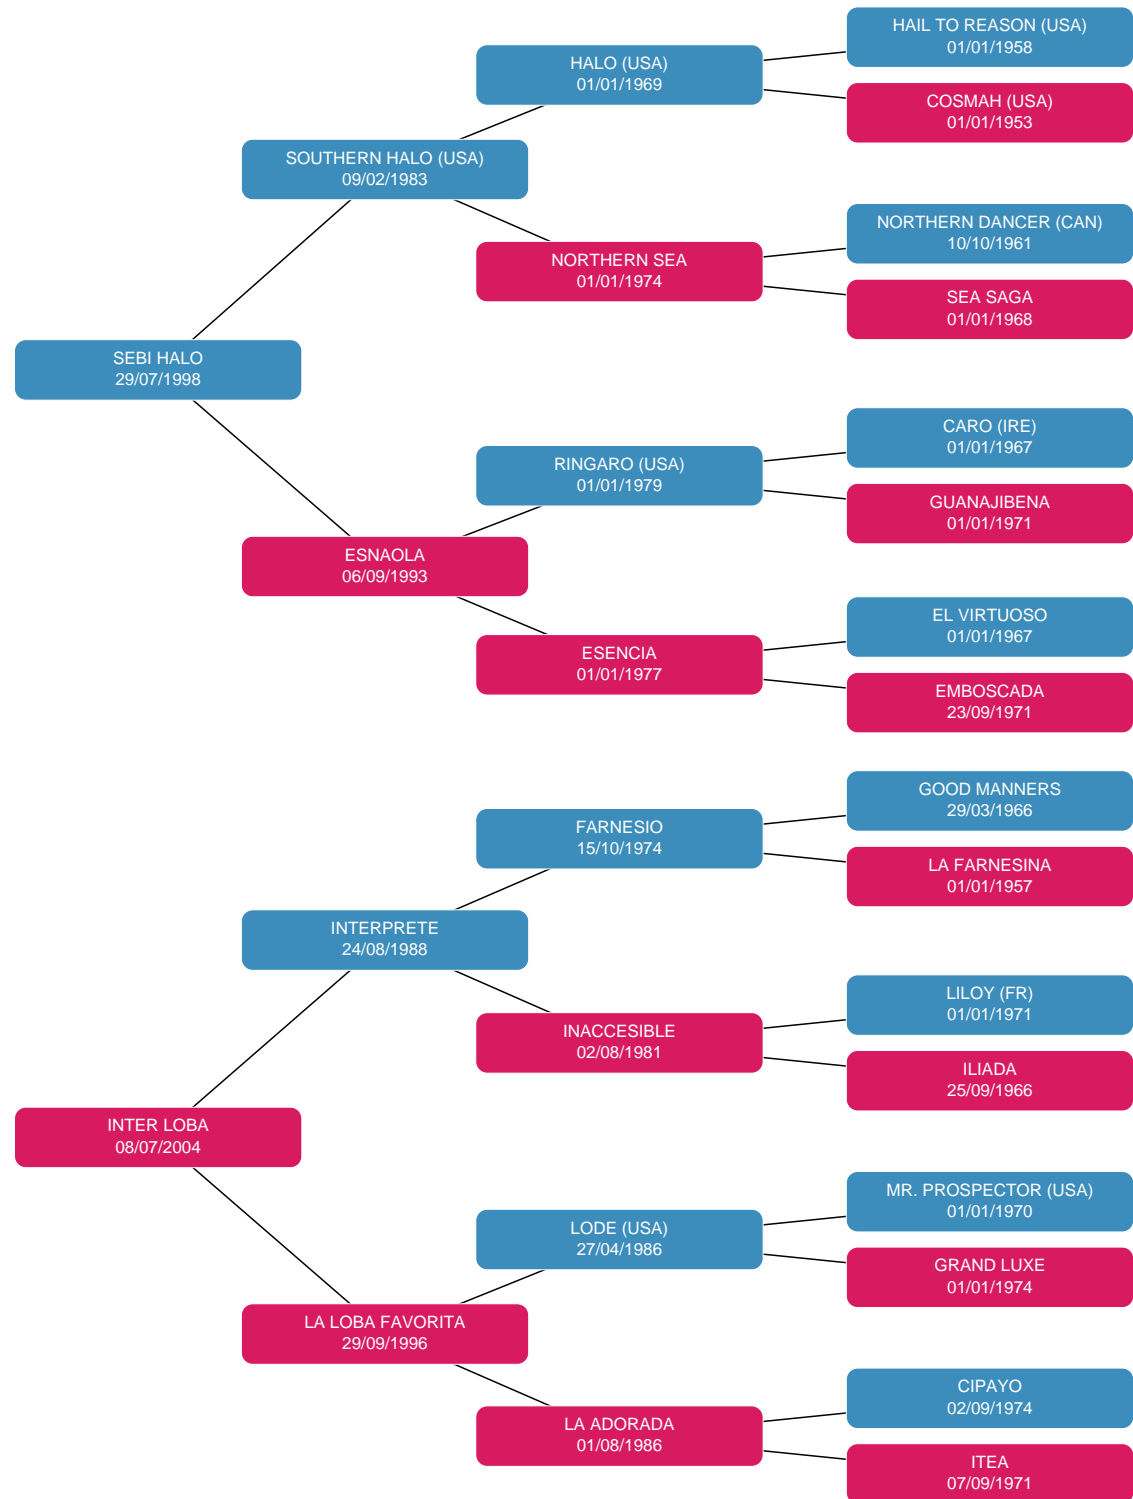 HAIL TO REASON (USA)
01/01/1958
HALO (USA)
01/01/1969
COSMAH (USA)
01/01/1953
SOUTHERN HALO (USA)
09/02/1983
NORTHERN DANCER (CAN)
10/10/1961
NORTHERN SEA
01/01/1974
SEA SAGA
01/01/1968
SEBI HALO
29/07/1998
CARO (IRE)
01/01/1967
RINGARO (USA)
01/01/1979
GUANAJIBENA
01/01/1971
ESNAOLA
06/09/1993
EL VIRTUOSO
01/01/1967
ESENCIA
01/01/1977
EMBOSCADA
23/09/1971
GOOD MANNERS
29/03/1966
FARNESIO
15/10/1974
LA FARNESINA
01/01/1957
INTERPRETE
24/08/1988
LILOY (FR)
01/01/1971
INACCESIBLE
02/08/1981
ILIADA
25/09/1966
INTER LOBA
08/07/2004
MR. PROSPECTOR (USA)
01/01/1970
LODE (USA)
27/04/1986
GRAND LUXE
01/01/1974
LA LOBA FAVORITA
29/09/1996
CIPAYO
02/09/1974
LA ADORADA
01/08/1986
ITEA
07/09/1971